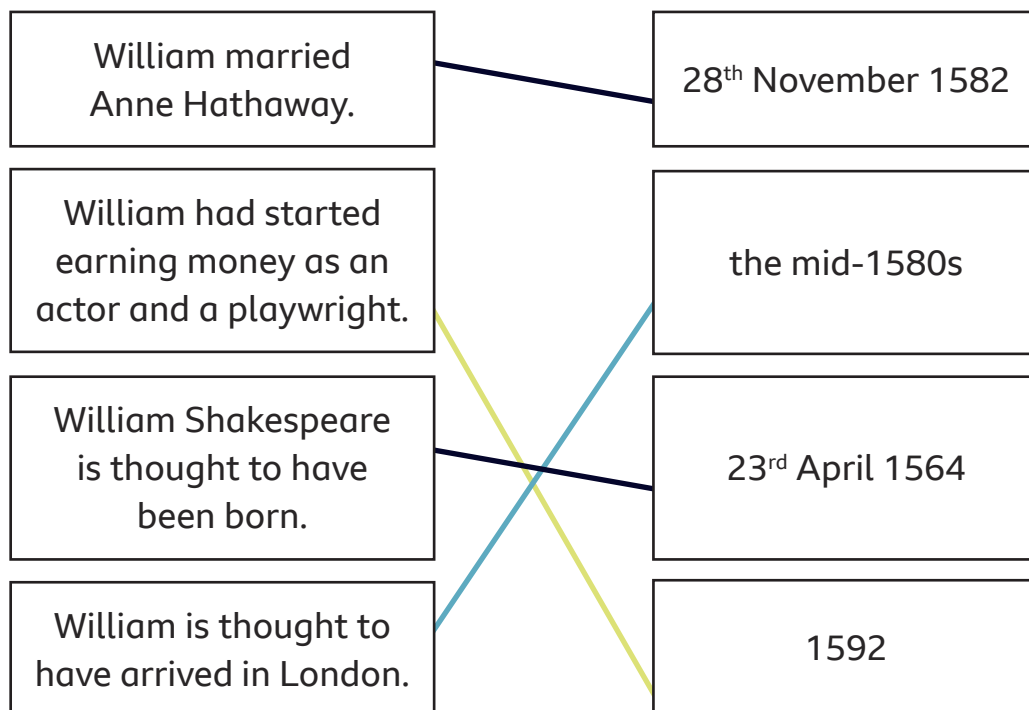 William married
Anne Hathaway.
28th November 1582
William had started
earning money as an
actor and a playwright.
the mid-1580s
William Shakespeare
is thought to have
been born.
23rd April 1564
William is thought to
have arrived in London.
1592